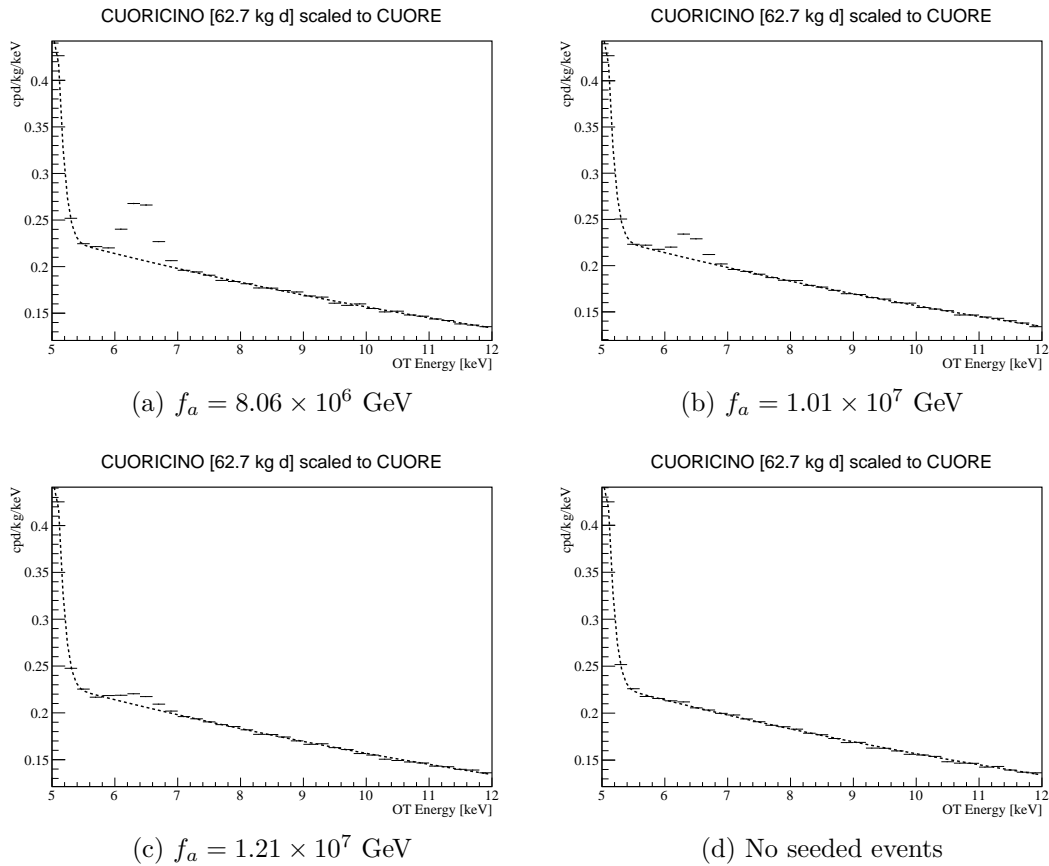 CUORICINO [62.7 kg d] scaled to CUORE
cpd/kg/keV
0.4
0.35
0.3
0.25
0.2
0.15
5 6 7 8 9 10 11 12
OT Energy [keV]
(a) f_a = 8.06 × 10^6 GeV
CUORICINO [62.7 kg d] scaled to CUORE
cpd/kg/keV
0.4
0.35
0.3
0.25
0.2
0.15
5 6 7 8 9 10 11 12
OT Energy [keV]
(b) f_a = 1.01 × 10^7 GeV
CUORICINO [62.7 kg d] scaled to CUORE
cpd/kg/keV
0.4
0.35
0.3
0.25
0.2
0.15
5 6 7 8 9 10 11 12
OT Energy [keV]
(c) f_a = 1.21 × 10^7 GeV
CUORICINO [62.7 kg d] scaled to CUORE
cpd/kg/keV
0.4
0.35
0.3
0.25
0.2
0.15
5 6 7 8 9 10 11 12
OT Energy [keV]
(d) No seeded events